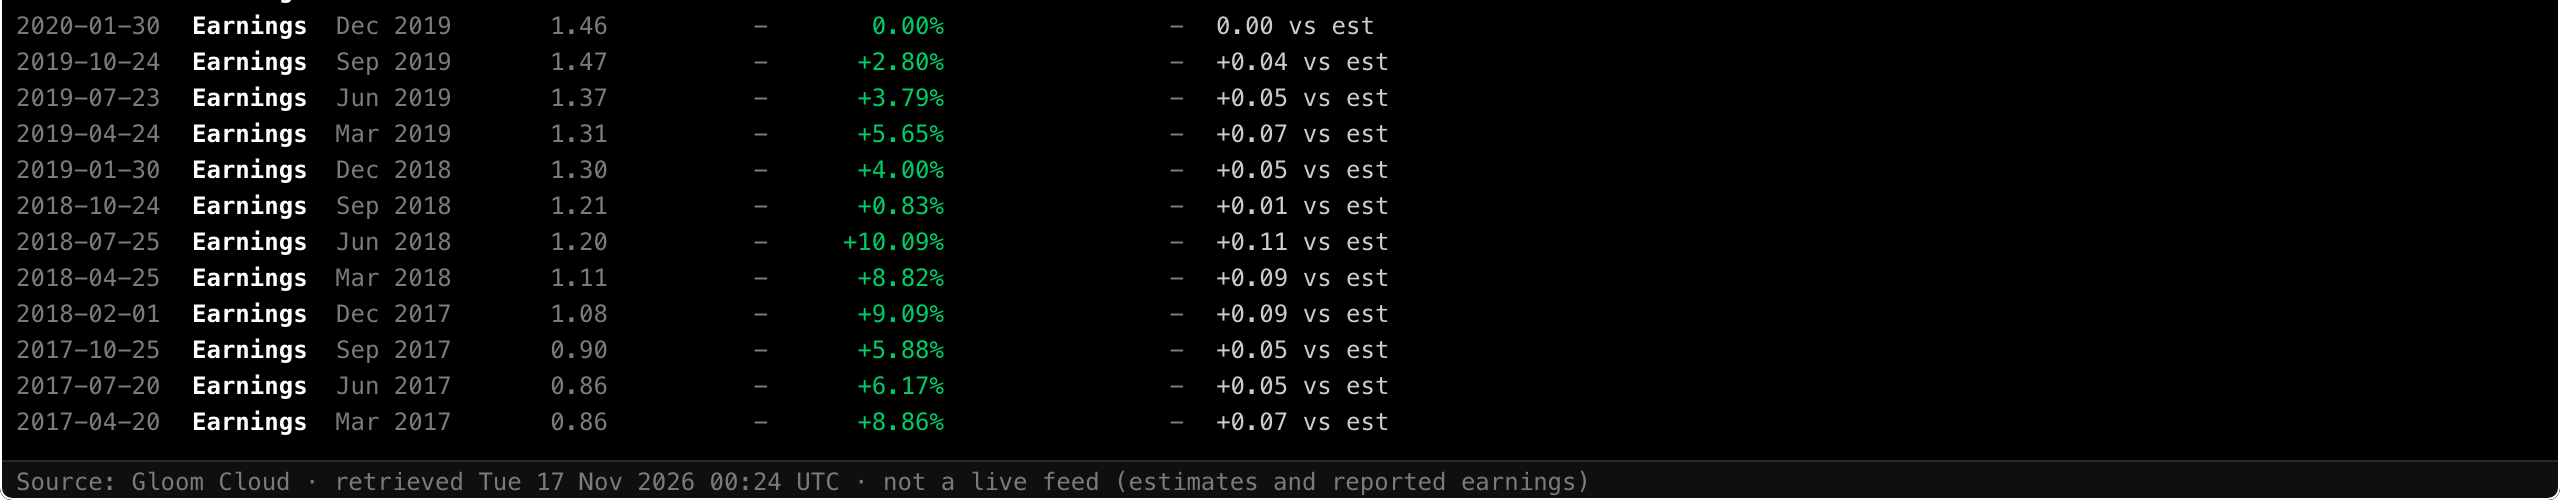 2020-01-30 Earnings Dec 2019 1.46 — 0.00% — 0.00 vs est
2019-10-24 Earnings Sep 2019 1.47 — +2.80% — +0.04 vs est
2019-07-23 Earnings Jun 2019 1.37 — +3.79% — +0.05 vs est
2019-04-24 Earnings Mar 2019 1.31 — +5.65% — +0.07 vs est
2019-01-30 Earnings Dec 2018 1.30 — +4.00% — +0.05 vs est
2018-10-24 Earnings Sep 2018 1.21 — +0.83% — +0.01 vs est
2018-07-25 Earnings Jun 2018 1.20 — +10.09% — +0.11 vs est
2018-04-25 Earnings Mar 2018 1.11 — +8.82% — +0.09 vs est
2018-02-01 Earnings Dec 2017 1.08 — +9.09% — +0.09 vs est
2017-10-25 Earnings Sep 2017 0.90 — +5.88% — +0.05 vs est
2017-07-20 Earnings Jun 2017 0.86 — +6.17% — +0.05 vs est
2017-04-20 Earnings Mar 2017 0.86 — +8.86% — +0.07 vs est
Source: Gloom Cloud · retrieved Tue 17 Nov 2026 00:24 UTC · not a live feed (estimates and reported earnings)